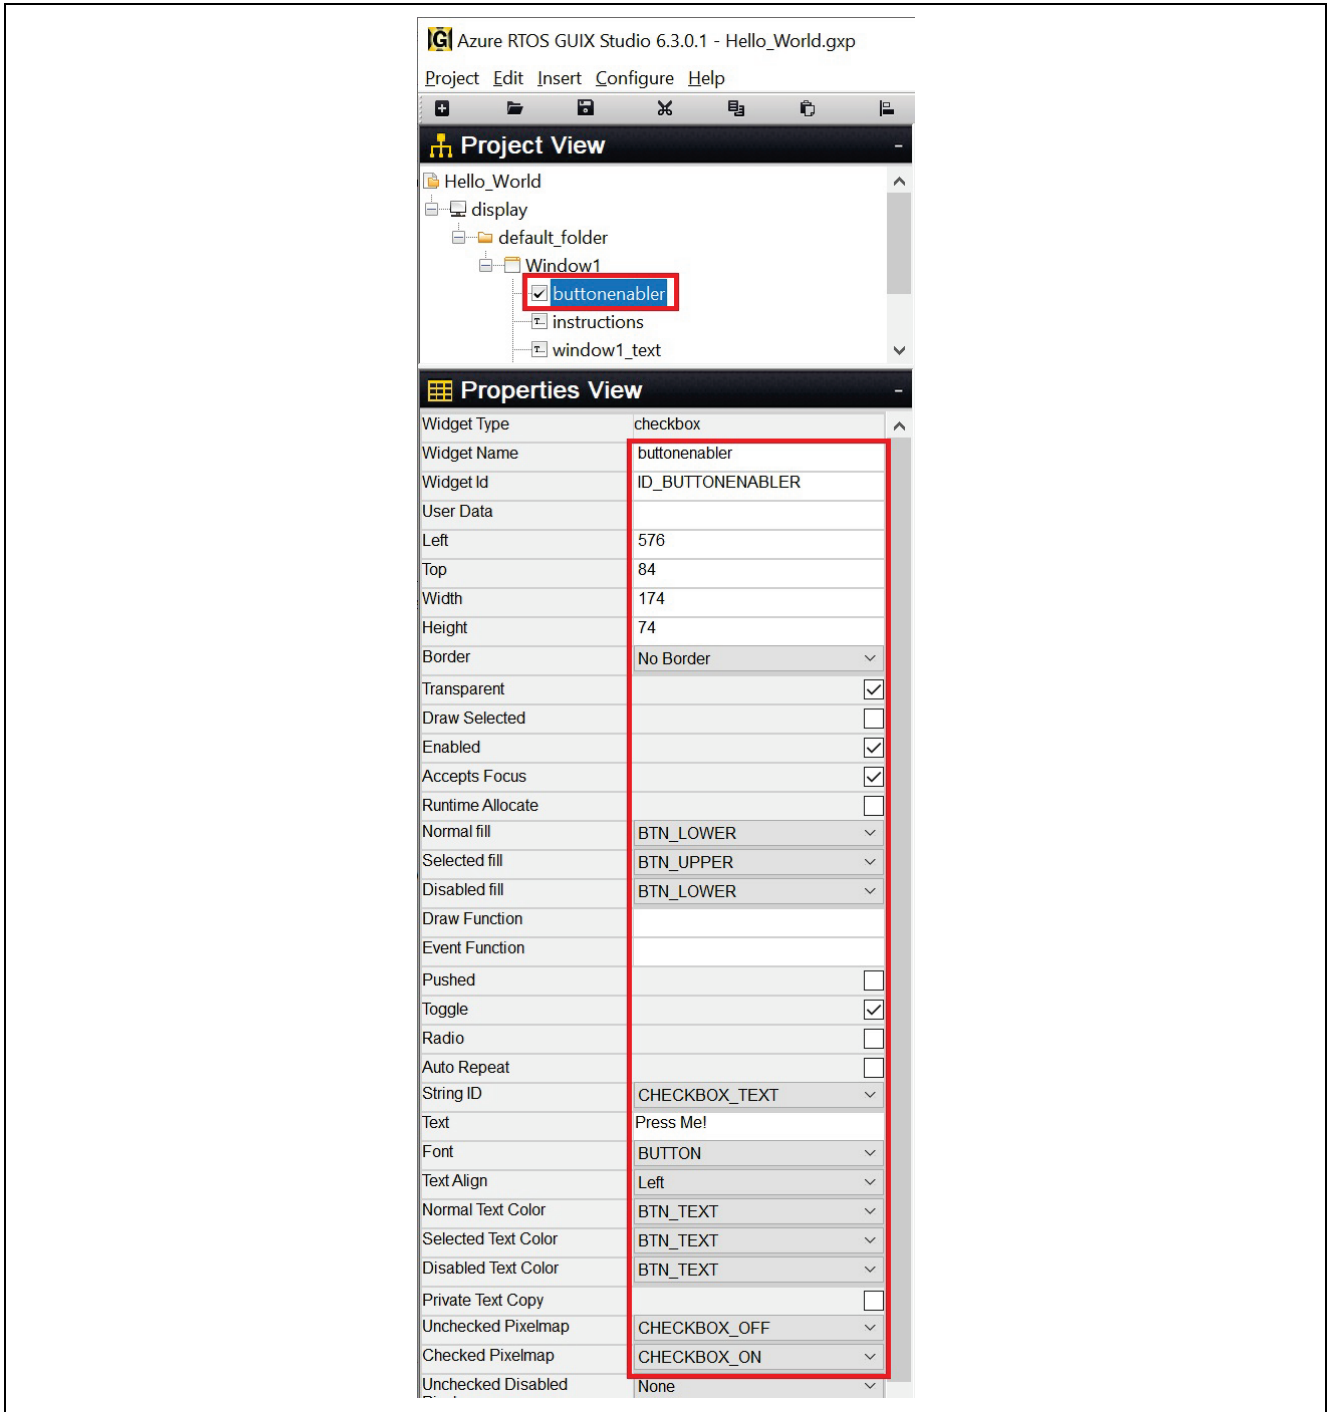 Azure RTOS GUIX Studio 6.3.0.1 - Hello_World.gxp
Project Edit Insert Configure Help
Project View
Hello_World
display
default_folder
Window1
buttonenabler
instructions
window1_text
Properties View
Widget Type checkbox
Widget Name buttonenabler
Widget Id ID_BUTTONENABLER
User Data
Left 576
Top 84
Width 174
Height 74
Border No Border
Transparent
Draw Selected
Enabled
Accepts Focus
Runtime Allocate
Normal fill BTN_LOWER
Selected fill BTN_UPPER
Disabled fill BTN_LOWER
Draw Function
Event Function
Pushed
Toggle
Radio
Auto Repeat
String ID CHECKBOX_TEXT
Text Press Me!
Font BUTTON
Text Align Left
Normal Text Color BTN_TEXT
Selected Text Color BTN_TEXT
Disabled Text Color BTN_TEXT
Private Text Copy
Unchecked Pixelmap CHECKBOX_OFF
Checked Pixelmap CHECKBOX_ON
Unchecked Disabled None